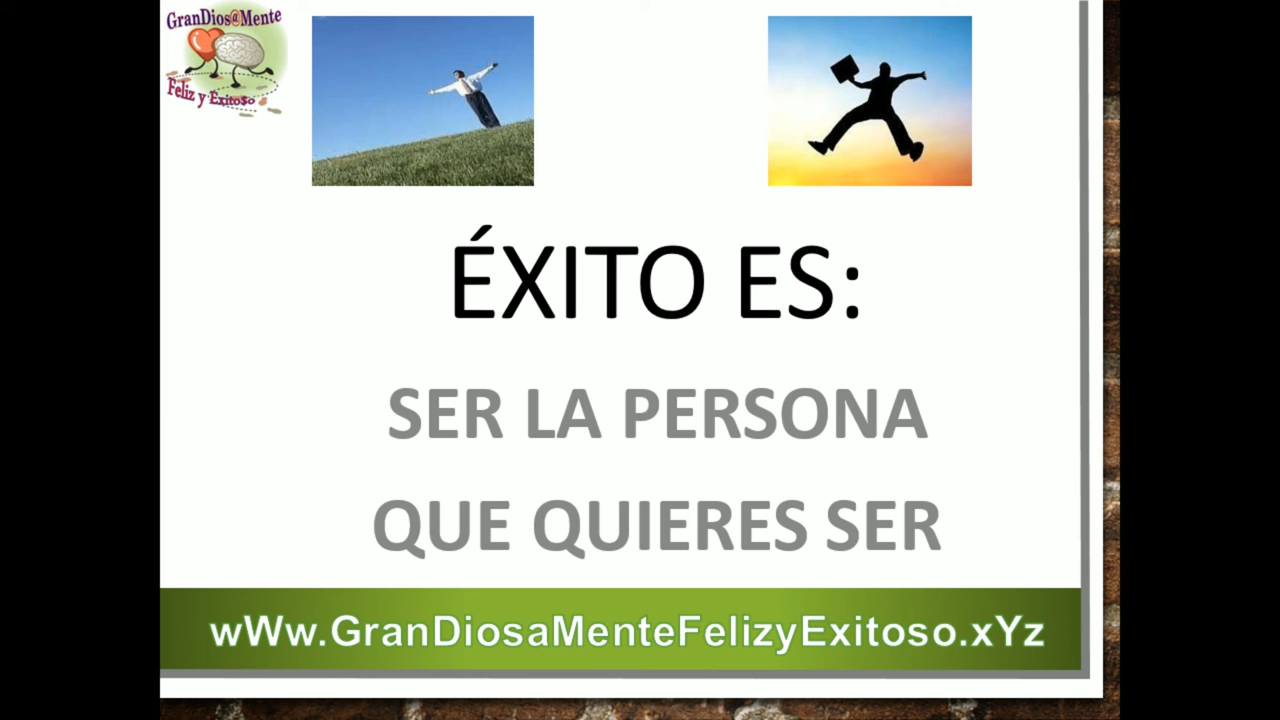 GranDios@Mente
Feliz y Exitoso
ÉXITO ES:
SER LA PERSONA
QUE QUIERES SER
wWw.GranDiosaMenteFelizyExitoso.xYz